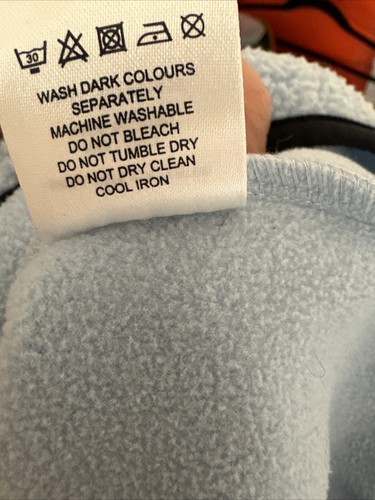 30
WASH DARK COLOURS
SEPARATELY
MACHINE WASHABLE
DO NOT BLEACH
DO NOT TUMBLE DRY
DO NOT DRY CLEAN
COOL IRON